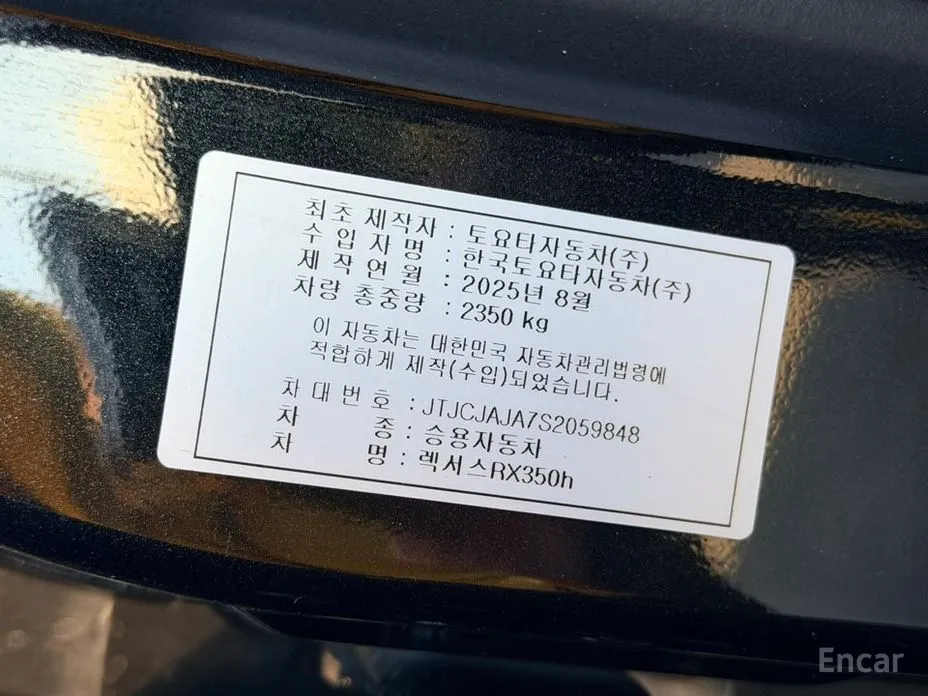 최초 제작자 : 토요타자동차(주)
수입자명 : 한국토요타자동차(주)
제작연월 : 2025년 8월
차량 총중량 : 2350 kg
이 자동차는 대한민국 자동차관리법령에
적합하게 제작(수입)되었습니다.
차대번호 : JTJCJAJA7S2059848
차 종 : 승용자동차
차 명 : 렉서스RX350h
Encar